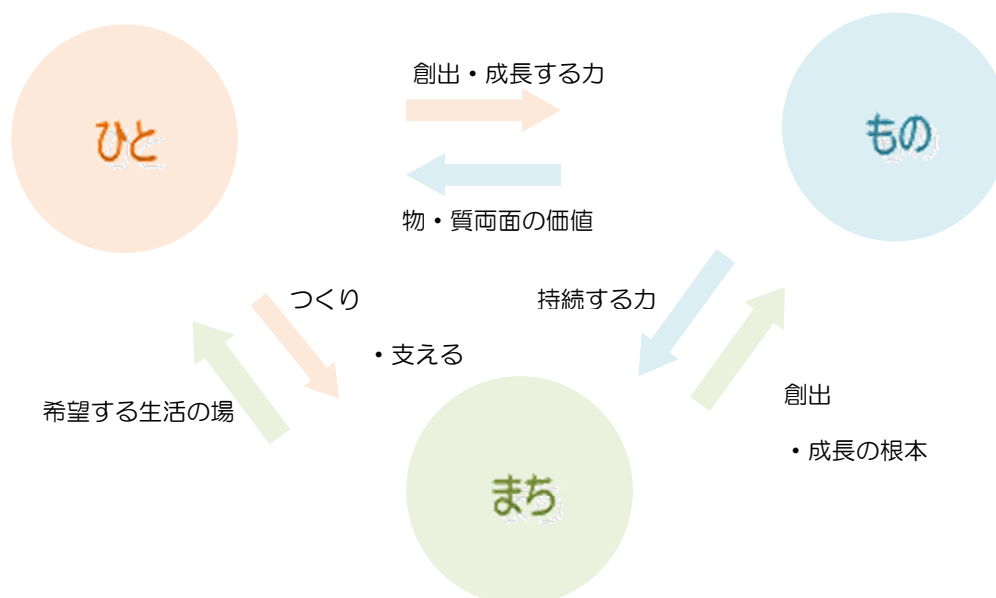 創出・成長する力
ひと
もの
物・質両面の価値
つくり
・支える
持続する力
希望する生活の場
創出
・成長の根本
まち